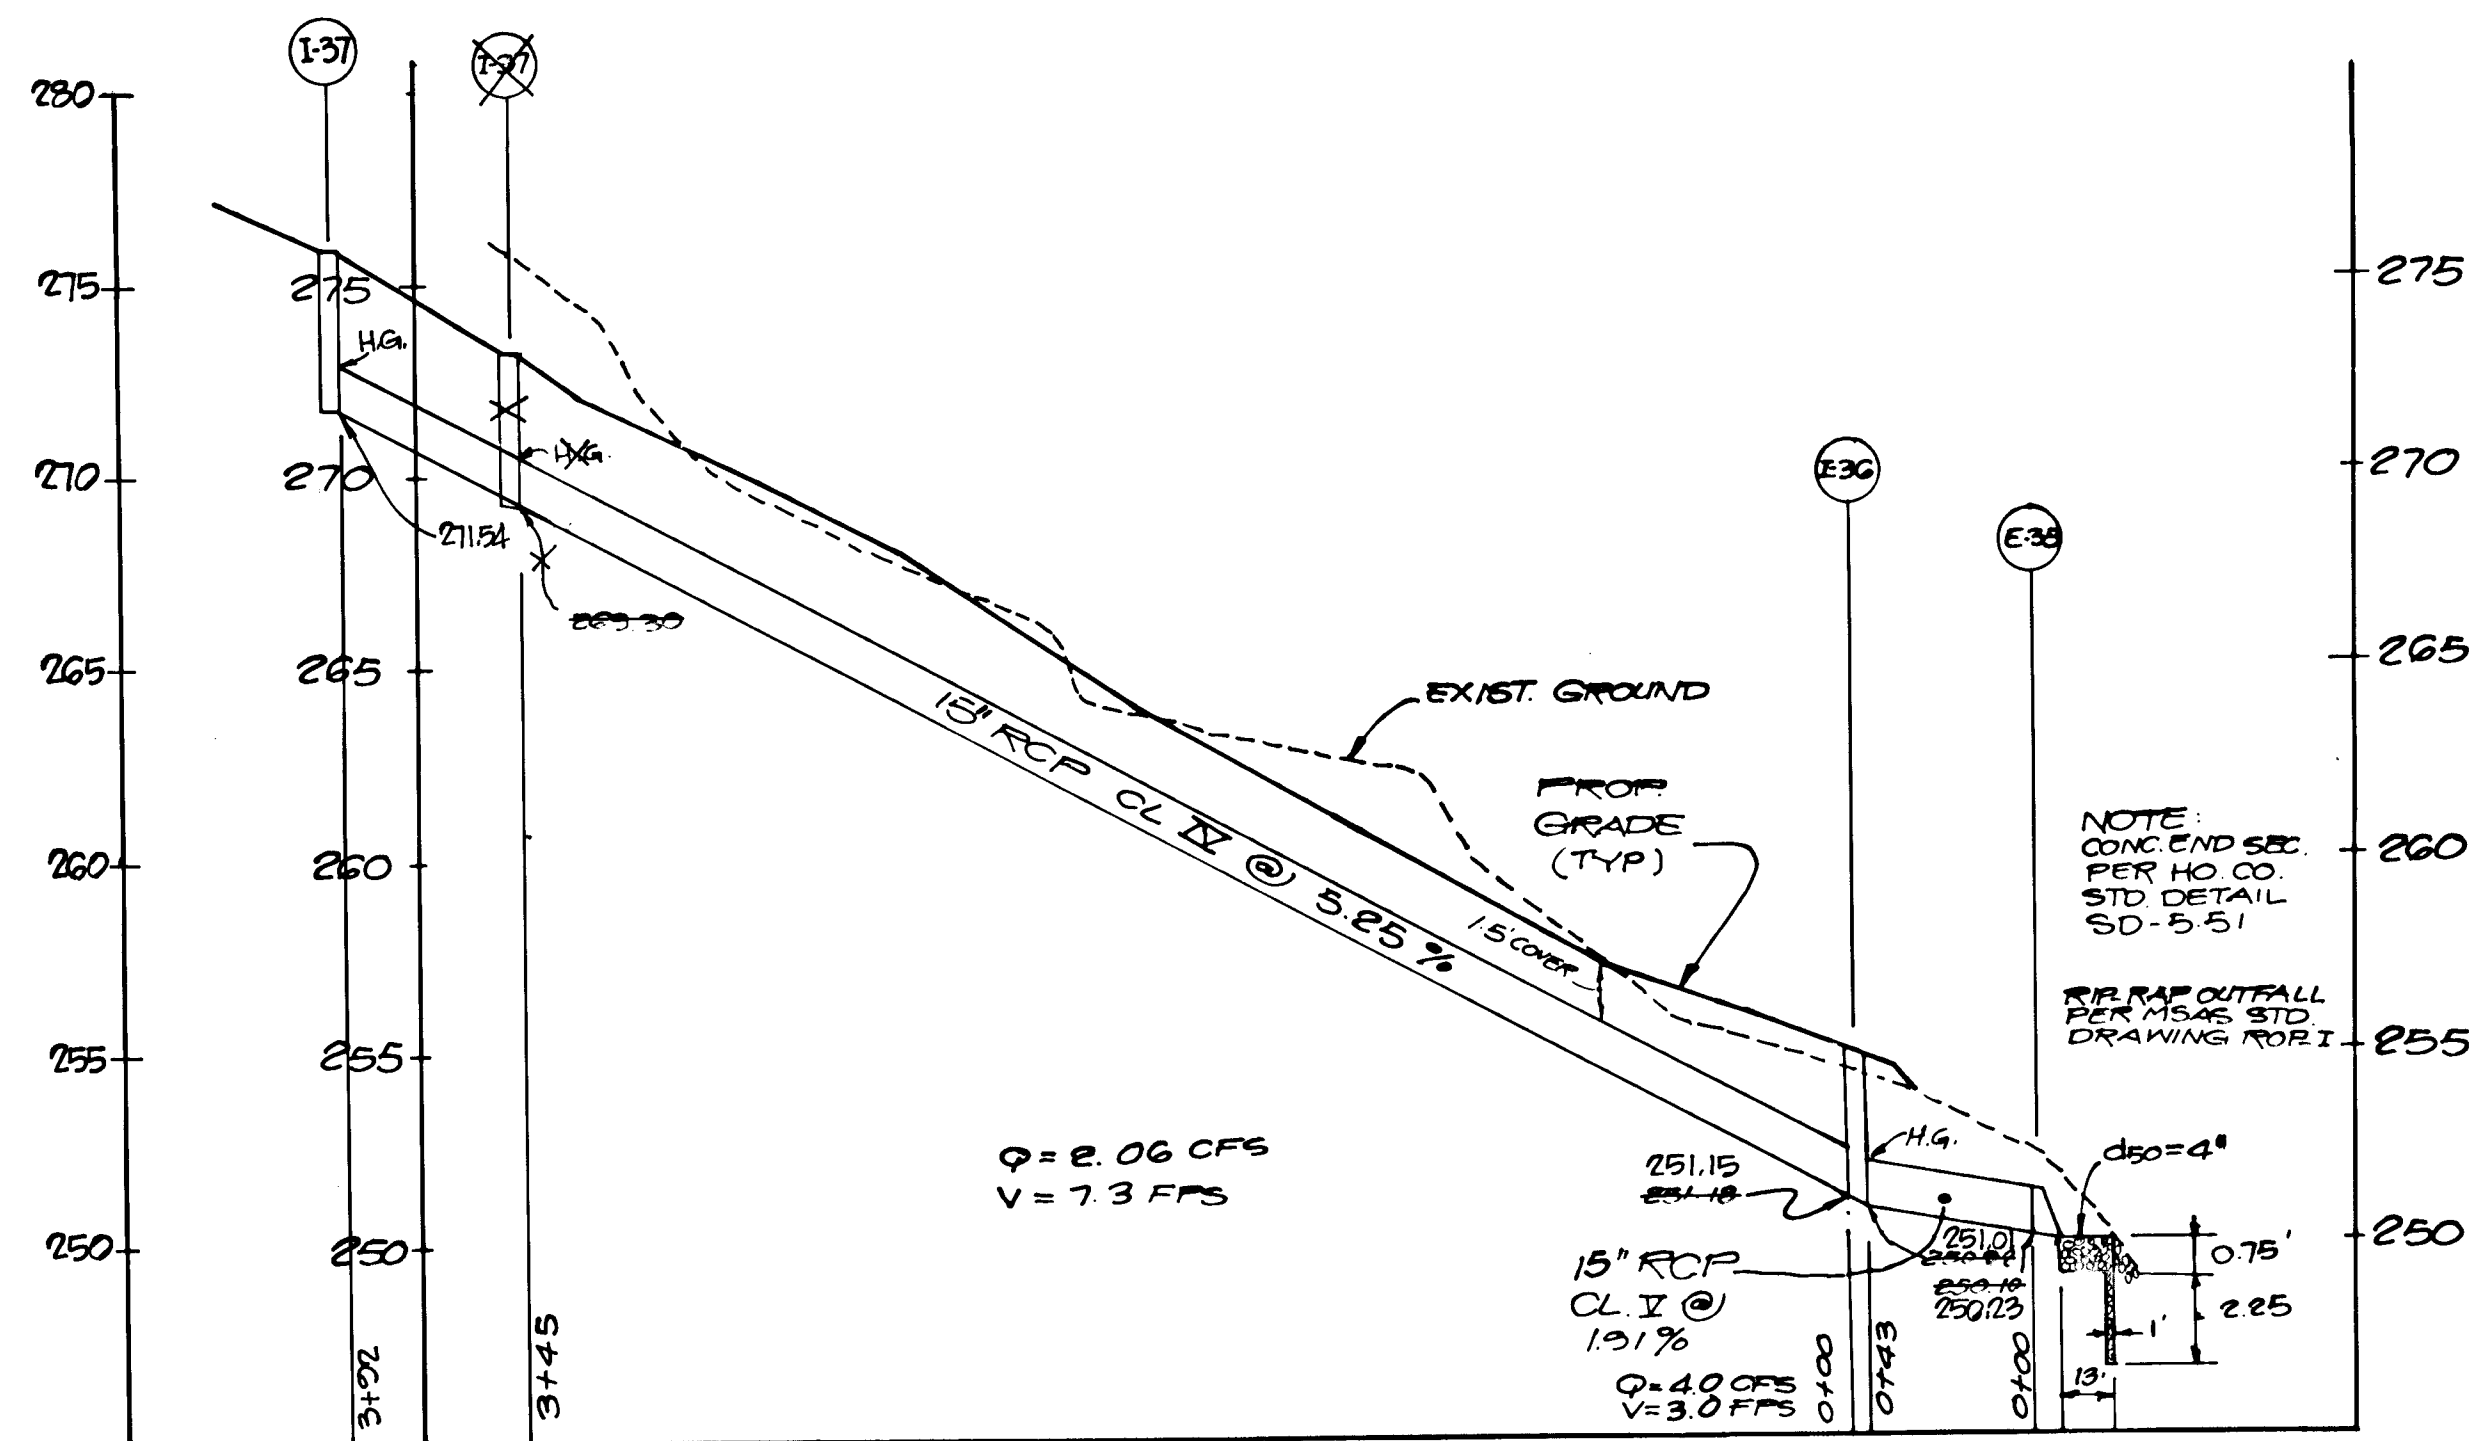 I-37
I-37
280
275
275
275
H.G.
H.G.
270
270
270
271.54
269.30
I-36
E-38
265
265
265
EXIST. GROUND
15" RCP CL IV @ 5.25 %
PROP.
GRADE
(TYP)
1.5' COVER
NOTE:
CONC. END SEC.
PER HO. CO.
STD. DETAIL
SD-5.51
260
260
260
RIP-RAP OUTFALL
PER MSAS STD.
DRAWING ROP-I
255
255
255
Q = 2.06 CFS
V = 7.3 FPS
251.15
251.18
H.G.
d50=4"
250
250
250
251.01
250.18
250.23
0.75'
2.25
1'
13'
15" RCP
CL. V @
1.91%
Q=4.0 CFS
V=3.0 FPS
3+92
3+45
0+00
0+43
0+00